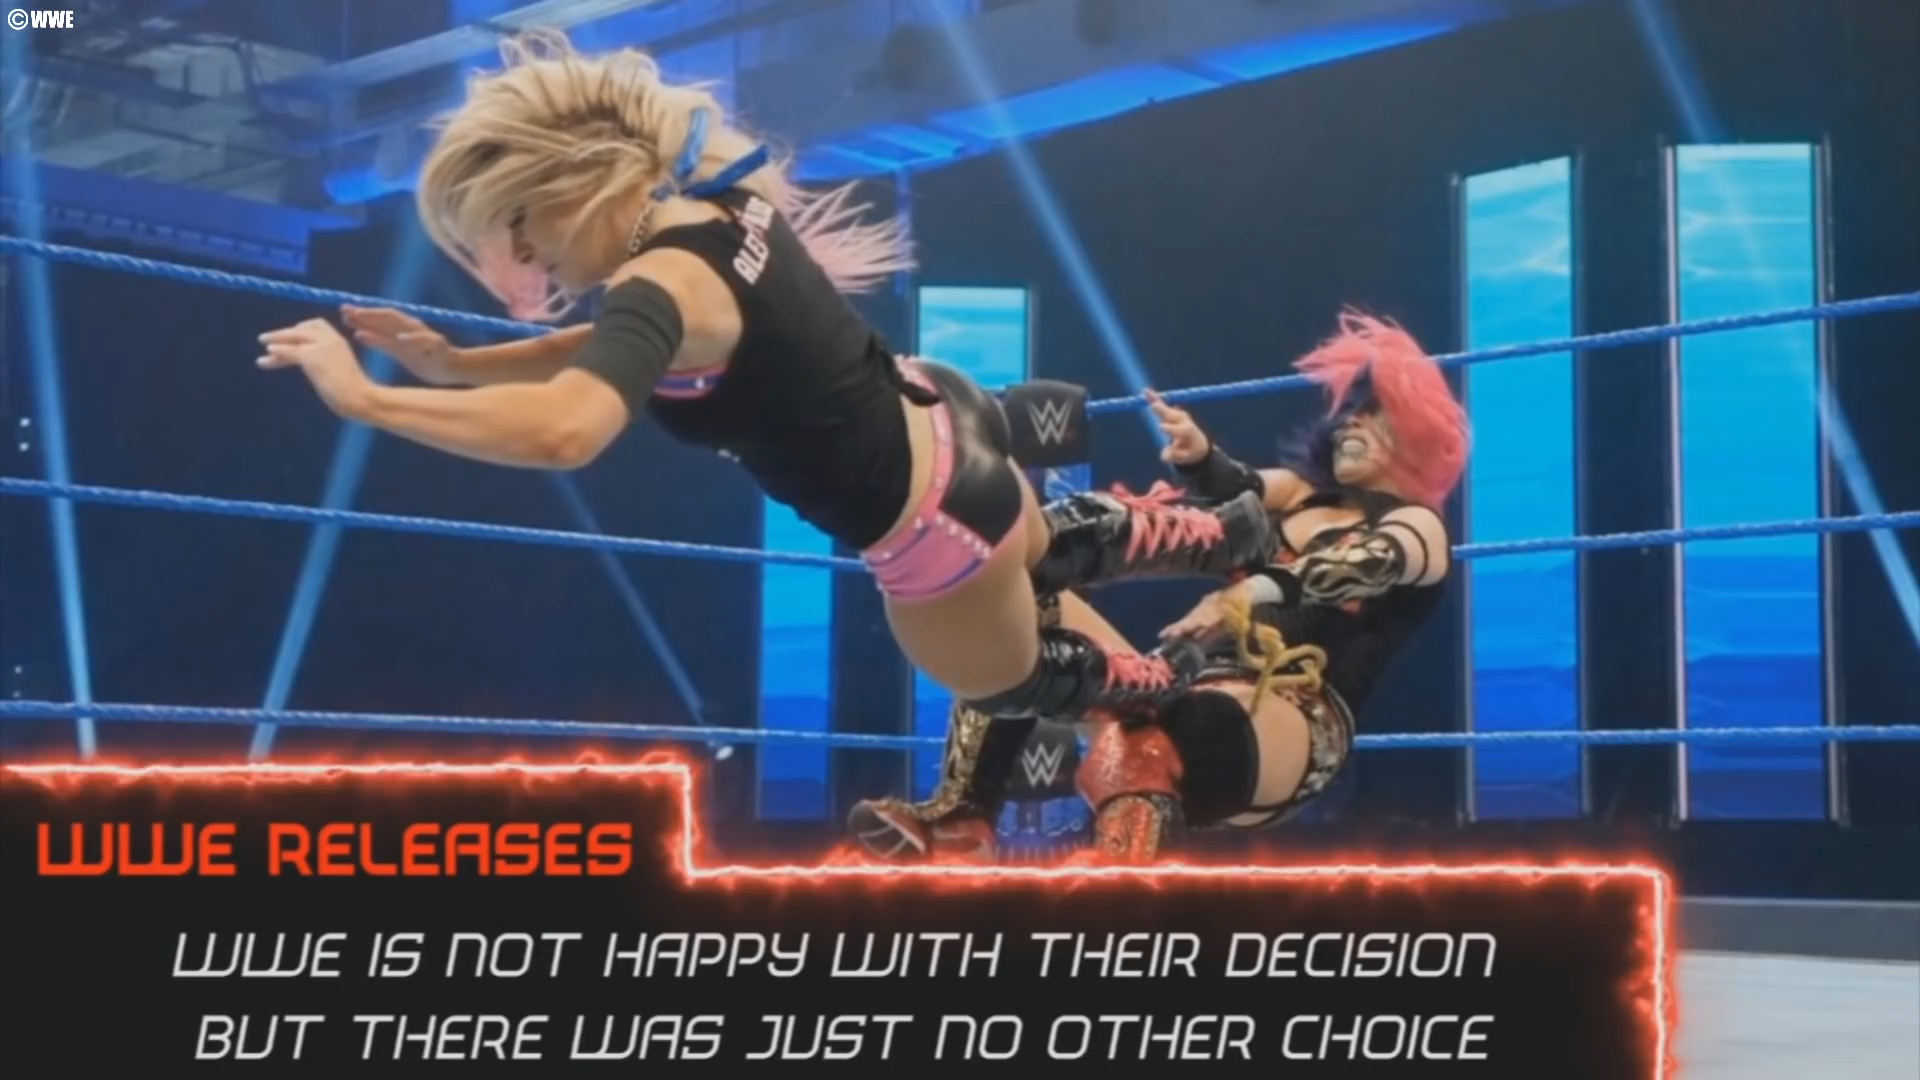 ©WWE
WWE RELEASES
WWE IS NOT HAPPY WITH THEIR DECISION
BUT THERE WAS JUST NO OTHER CHOICE